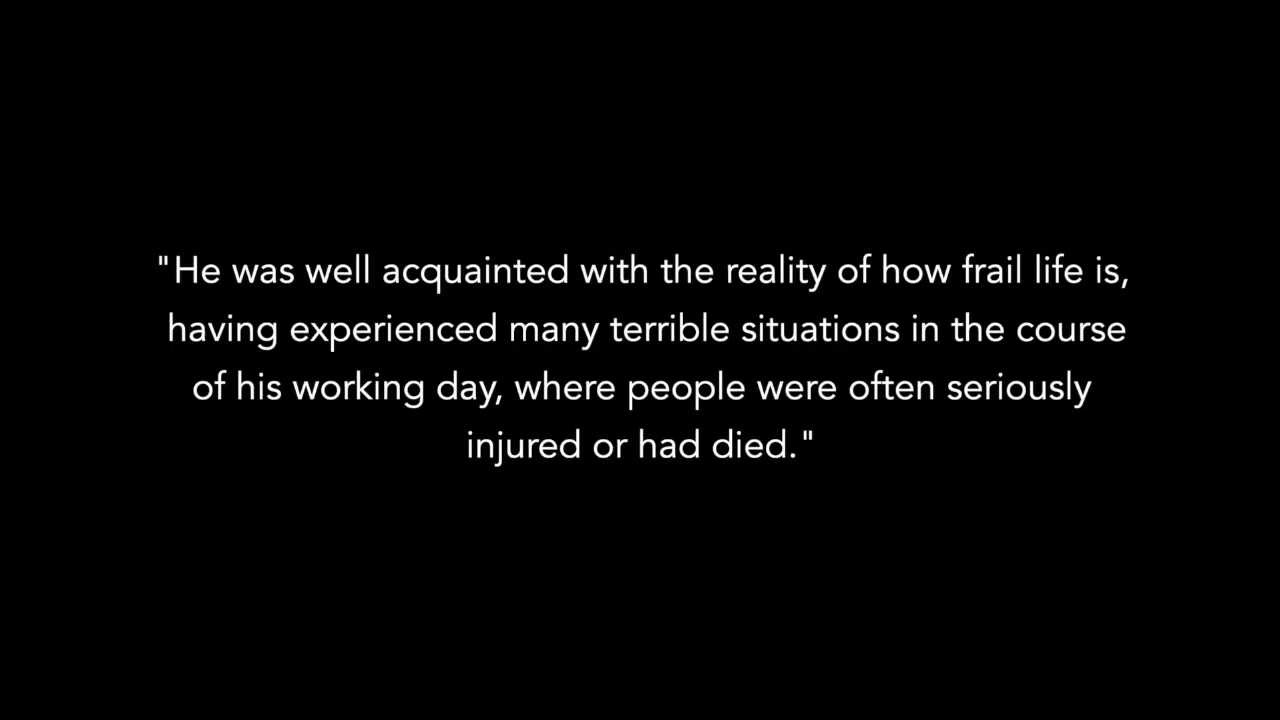 "He was well acquainted with the reality of how frail life is,
having experienced many terrible situations in the course
of his working day, where people were often seriously
injured or had died."